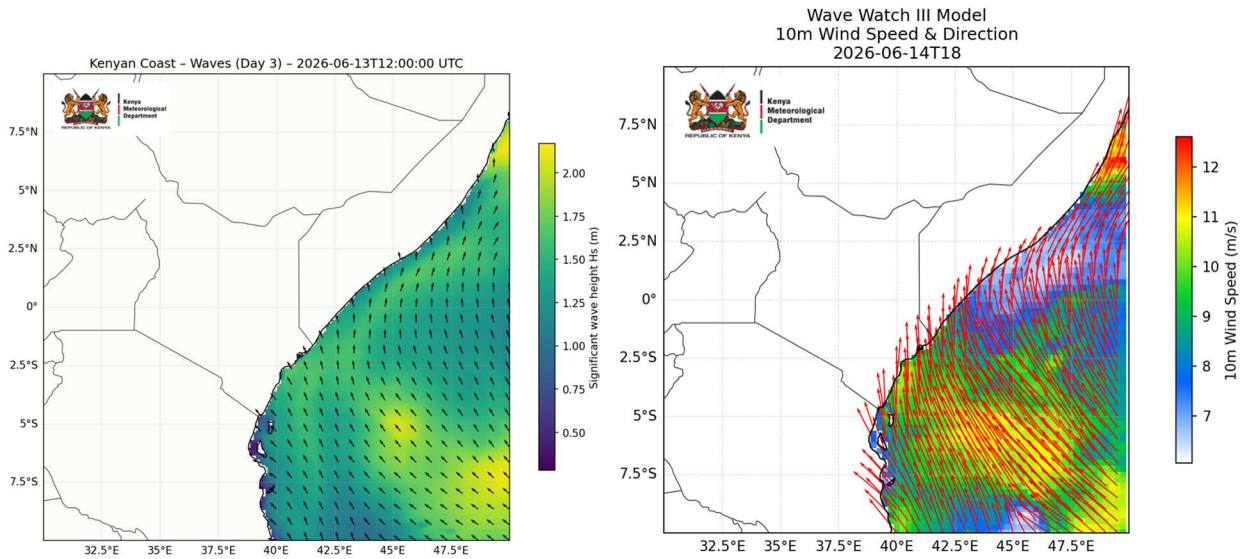 Kenyan Coast – Waves (Day 3) – 2026-06-13T12:00:00 UTC
Kenya
Meteorological
Department
REPUBLIC OF KENYA
7.5°N
5°N
2.5°N
0°
2.5°S
5°S
7.5°S
32.5°E
35°E
37.5°E
40°E
42.5°E
45°E
47.5°E
2.00
1.75
1.50
1.25
1.00
0.75
0.50
Significant wave height Hs (m)
Wave Watch III Model
10m Wind Speed & Direction
2026-06-14T18
Kenya
Meteorological
Department
REPUBLIC OF KENYA
7.5°N
5°N
2.5°N
0°
2.5°S
5°S
7.5°S
32.5°E
35°E
37.5°E
40°E
42.5°E
45°E
47.5°E
12
11
10
9
8
7
10m Wind Speed (m/s)